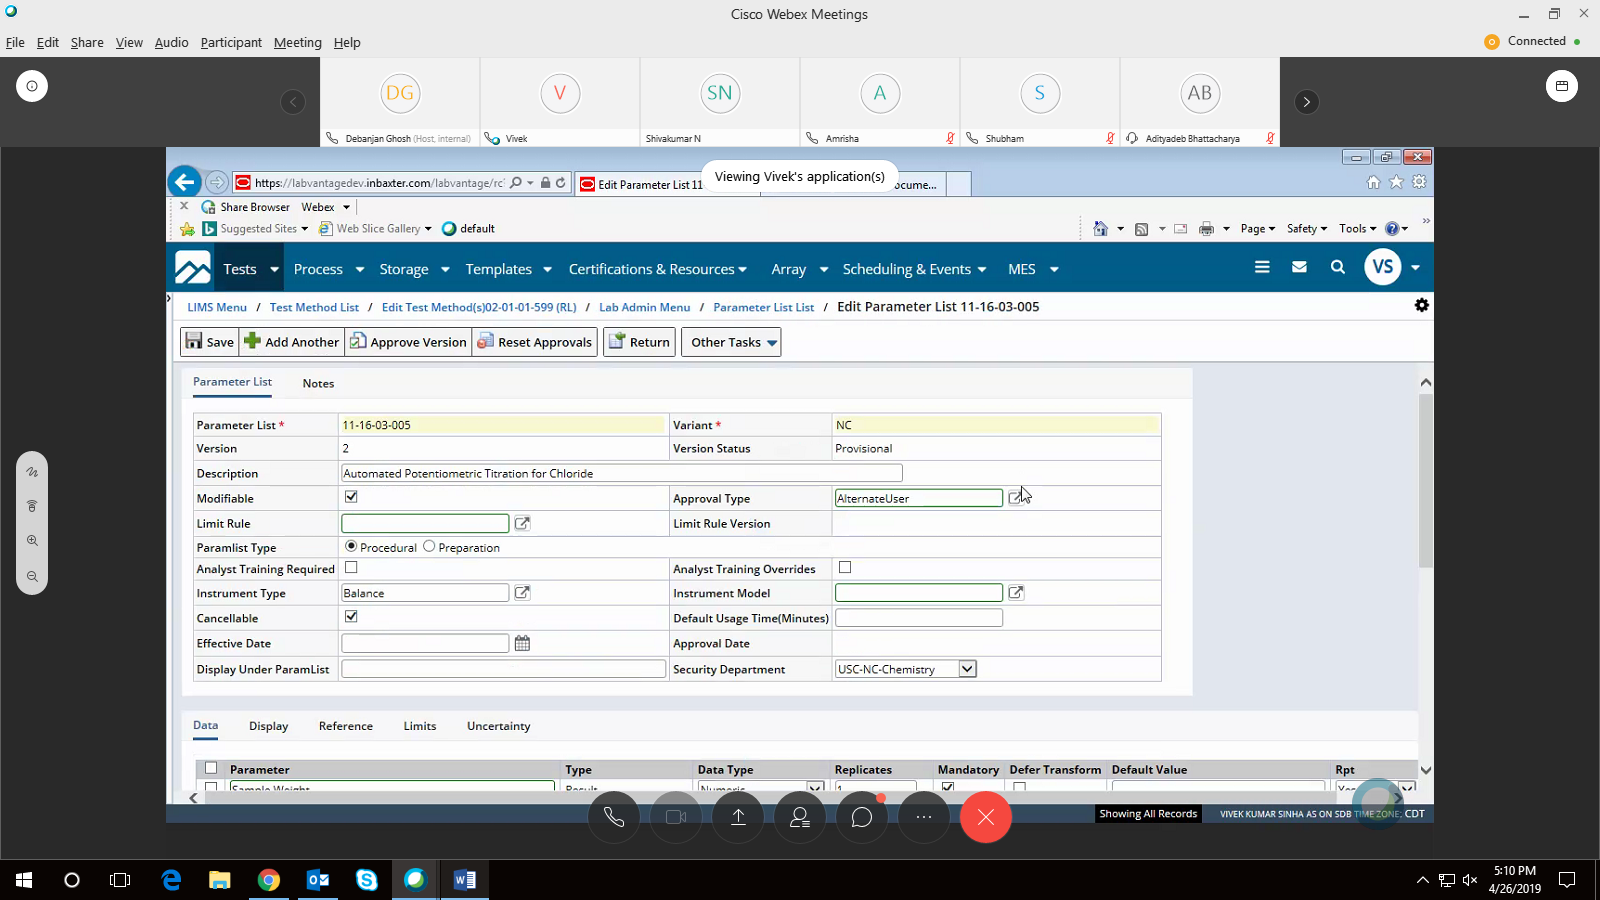 Cisco Webex Meetings
File Edit Share View Audio Participant Meeting Help
Connected
DG V SN A S AB
Debanjan Ghosh (Host, internal) Vivek Shivakumar N Amrisha Shubham Adityadeb Bhattacharya
Viewing Vivek's application(s)
https://labvantagedev.inbaxter.com/labvantage/rc
Edit Parameter List 11
ocume...
Share Browser Webex
Suggested Sites Web Slice Gallery default
Page Safety Tools
Tests Process Storage Templates Certifications & Resources Array Scheduling & Events MES VS
LIMS Menu / Test Method List / Edit Test Method(s)02-01-01-599 (RL) / Lab Admin Menu / Parameter List List / Edit Parameter List 11-16-03-005
Save Add Another Approve Version Reset Approvals Return Other Tasks
Parameter List Notes
Parameter List * 11-16-03-005 Variant * NC
Version 2 Version Status Provisional
Description Automated Potentiometric Titration for Chloride
Modifiable Approval Type AlternateUser
Limit Rule Limit Rule Version
Paramlist Type Procedural Preparation
Analyst Training Required Analyst Training Overrides
Instrument Type Balance Instrument Model
Cancellable Default Usage Time(Minutes)
Effective Date Approval Date
Display Under ParamList Security Department USC-NC-Chemistry
Data Display Reference Limits Uncertainty
Parameter Type Data Type Replicates Mandatory Defer Transform Default Value Rpt
Sample Weight Result Numeric 1 Yes
Showing All Records VIVEK KUMAR SINHA AS ON SDB TIME ZONE: CDT
5:10 PM
4/26/2019